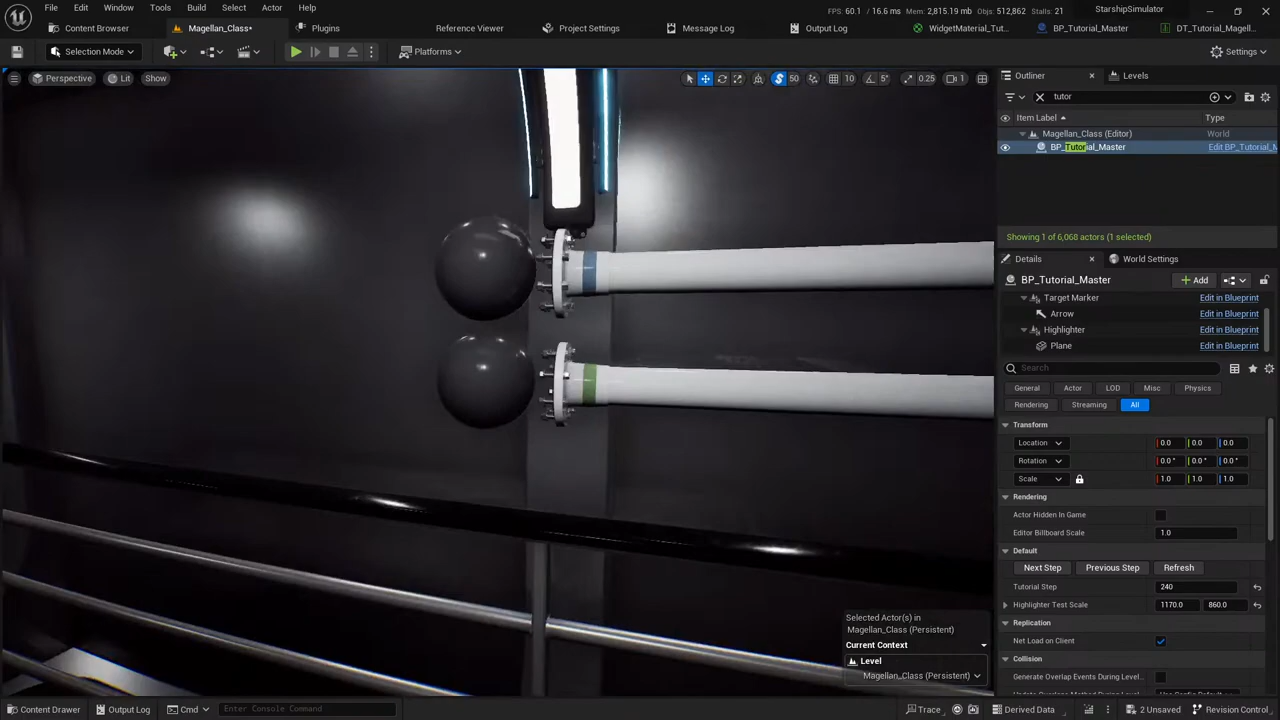 File Edit Window Tools Build Select Actor Help
FPS: 60.1 / 16.6 ms Mem: 2,815.19 mb Objs: 512,862 Stalls: 21
StarshipSimulator
Content Browser
Magellan_Class•
Plugins
Reference Viewer
Project Settings
Message Log
Output Log
WidgetMaterial_Tut...
BP_Tutorial_Master
DT_Tutorial_Magell...
Selection Mode
Platforms
Settings
Perspective Lit Show
50 10 5° 0.25 1
Outliner
Levels
tutor
Item Label
Type
Magellan_Class (Editor) World
BP_Tutorial_Master Edit BP_Tutorial_M
Showing 1 of 6,068 actors (1 selected)
Details
World Settings
BP_Tutorial_Master
Add
Target Marker Edit in Blueprint
Arrow Edit in Blueprint
Highlighter Edit in Blueprint
Plane Edit in Blueprint
Search
General Actor LOD Misc Physics
Rendering Streaming All
Transform
Location 0.0 0.0 0.0
Rotation 0.0 ° 0.0 ° 0.0 °
Scale 1.0 1.0 1.0
Rendering
Actor Hidden In Game
Editor Billboard Scale 1.0
Default
Next Step Previous Step Refresh
Tutorial Step 240
Highlighter Test Scale 1170.0 860.0
Replication
Net Load on Client
Collision
Generate Overlap Events During Level...
Selected Actor(s) in
Magellan_Class (Persistent)
Current Context
Level
Magellan_Class (Persistent)
Content Drawer
Output Log
Cmd
Enter Console Command
Trace
Derived Data
2 Unsaved
Revision Control